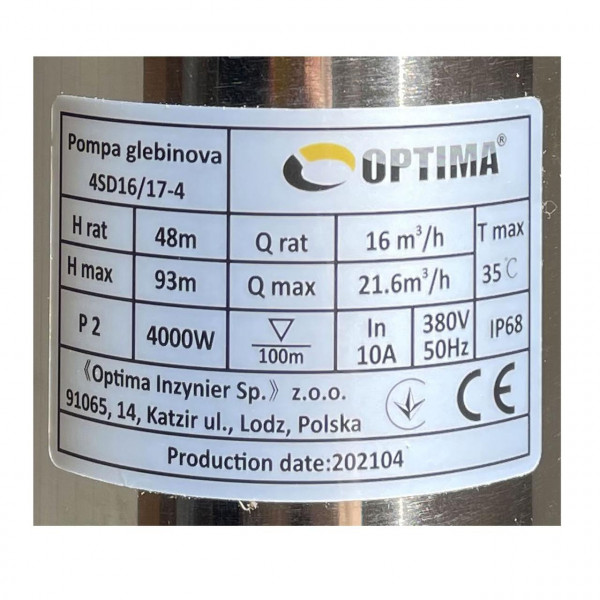 Pompa glebinova
4SD16/17-4
OPTIMA®
H rat 48m Q rat 16 m³/h T max
H max 93m Q max 21.6m³/h 35℃
P 2 4000W 100m In 10A 380V 50Hz IP68
《Optima Inzynier Sp.》 z.o.o.
91065, 14, Katzir ul., Lodz, Polska
CE
Production date:202104